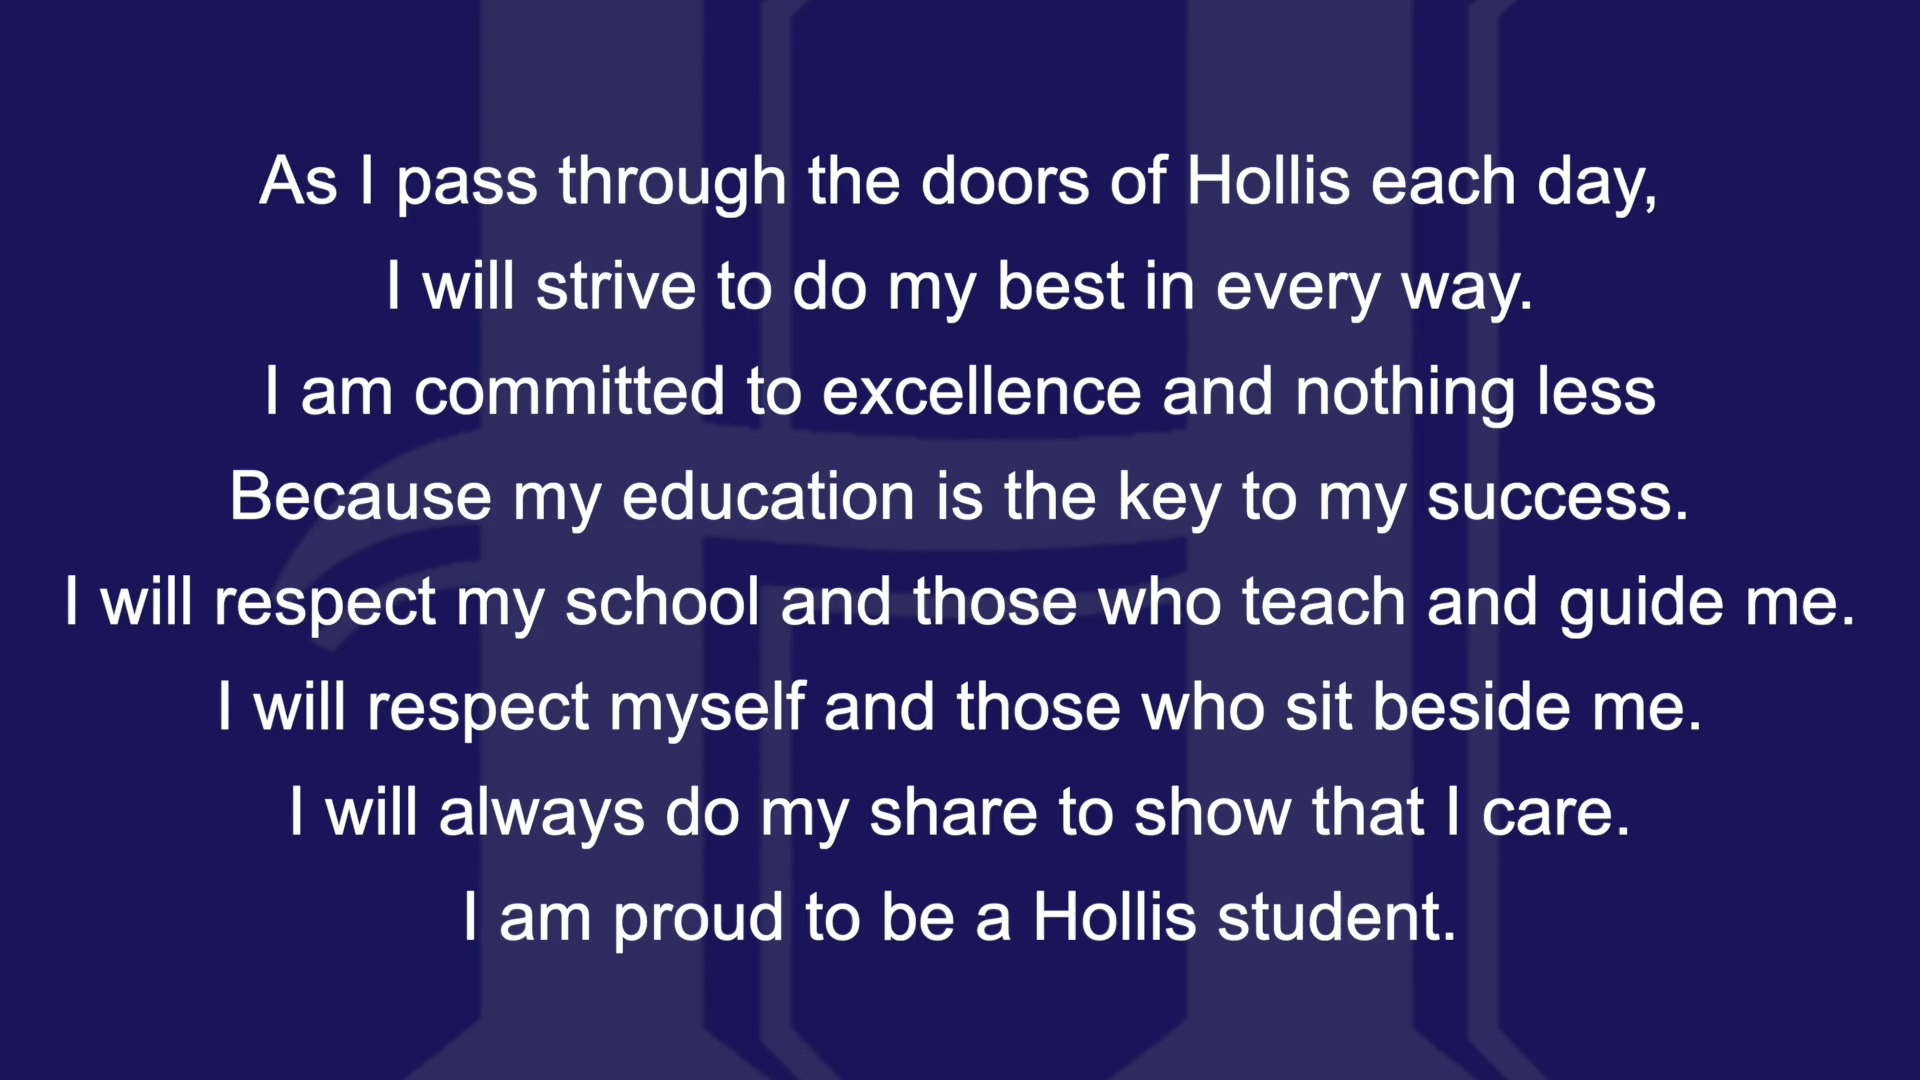 As I pass through the doors of Hollis each day,
I will strive to do my best in every way.
I am committed to excellence and nothing less
Because my education is the key to my success.
I will respect my school and those who teach and guide me.
I will respect myself and those who sit beside me.
I will always do my share to show that I care.
I am proud to be a Hollis student.